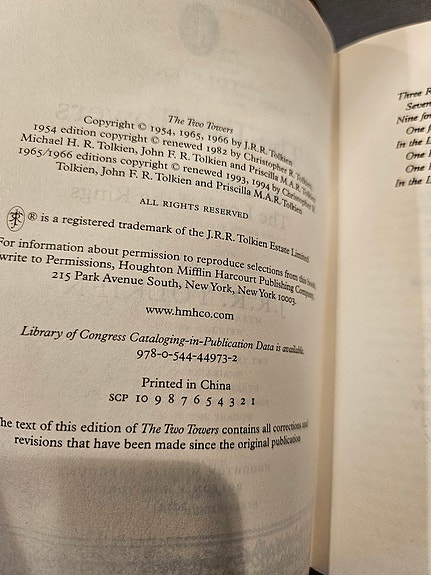 The Two Towers
Copyright © 1954, 1965, 1966 by J.R.R. Tolkien
1954 edition copyright © renewed 1982 by Christopher R. Tolkien,
Michael H. R. Tolkien, John F. R. Tolkien and Priscilla M.A.R. Tolkien
1965/1966 editions copyright © renewed 1993, 1994 by Christopher R.
Tolkien, John F. R. Tolkien and Priscilla M.A.R. Tolkien
ALL RIGHTS RESERVED
® is a registered trademark of the J.R.R. Tolkien Estate Limited
For information about permission to reproduce selections from this book,
write to Permissions, Houghton Mifflin Harcourt Publishing Company,
215 Park Avenue South, New York, New York 10003.
www.hmhco.com
Library of Congress Cataloging-in-Publication Data is available.
978-0-544-44973-2
Printed in China
SCP 10 9 8 7 6 5 4 3 2 1
The text of this edition of The Two Towers contains all corrections and
revisions that have been made since the original publication
Three R
Seven
Nine for
One f
In the L
One R
One R
In the L